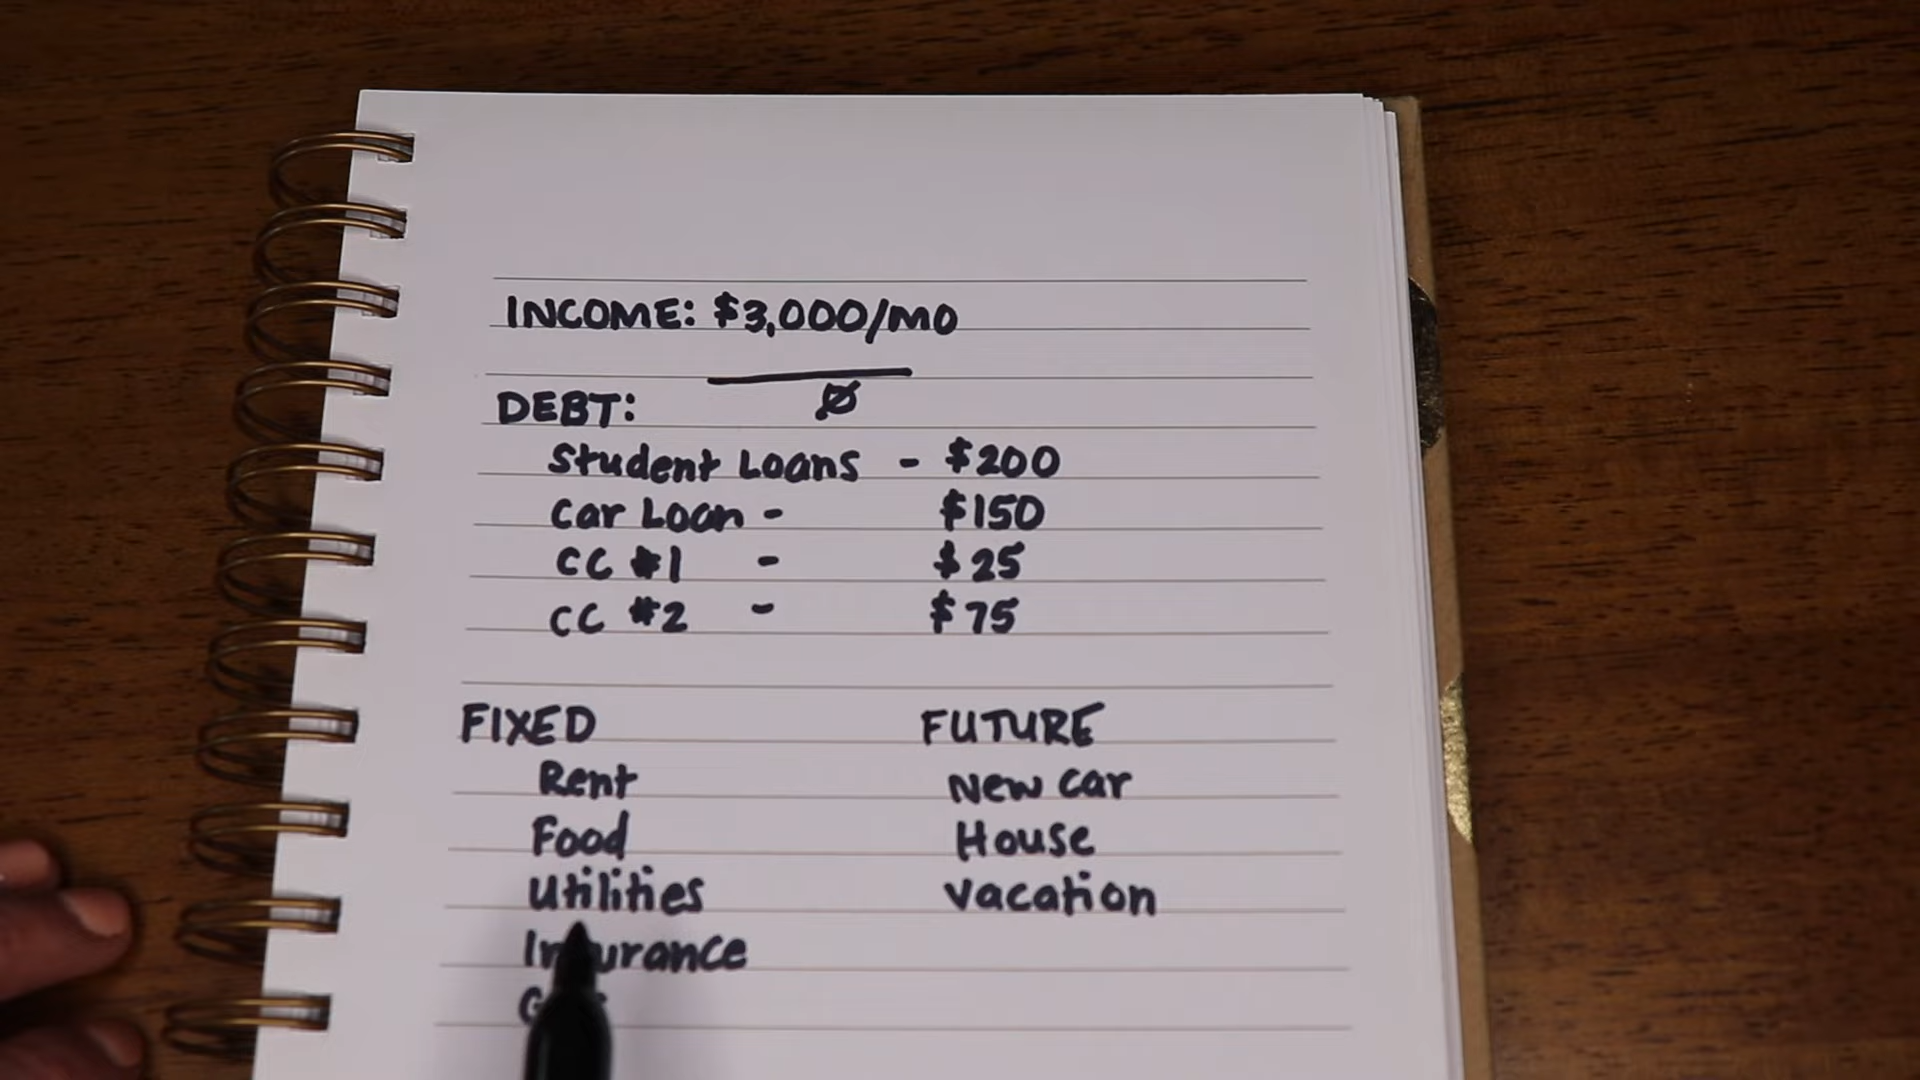 INCOME: $3,000/MO
Ø
DEBT:
Student Loans - $200
Car Loan - $150
CC #1 - $25
CC #2 - $75
FIXED FUTURE
Rent New Car
Food House
Utilities Vacation
Insurance